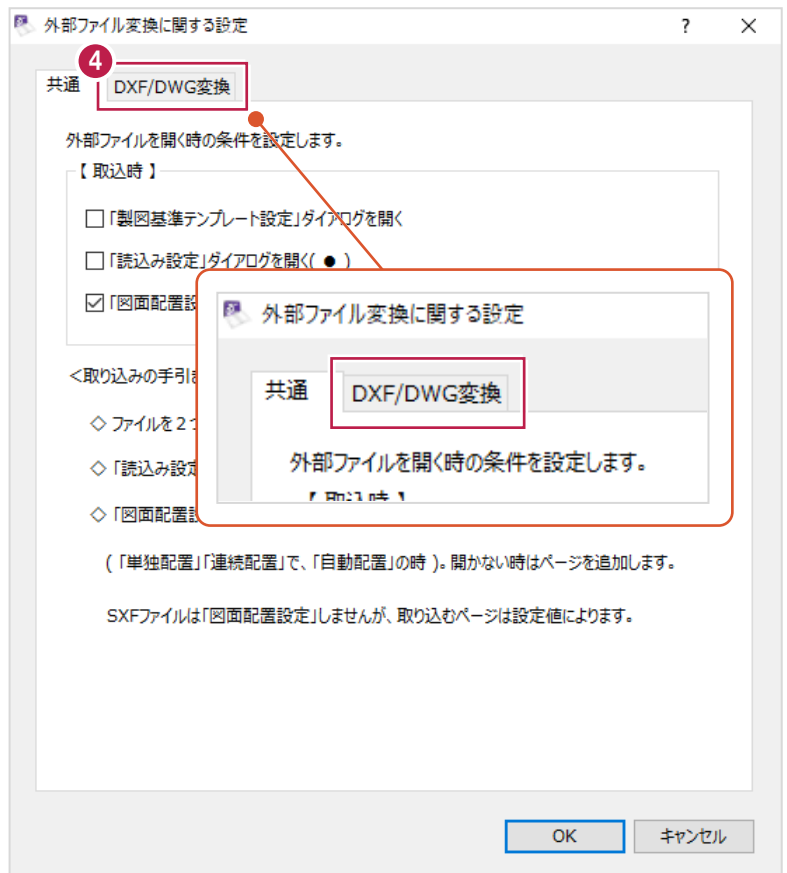 外部ファイル変換に関する設定
?
4
共通 DXF/DWG変換
外部ファイルを開く時の条件を設定します。
【 取込時 】
「製図基準テンプレート設定」ダイアログを開く
「読込み設定」ダイアログを開く( ● )
「図面配置設
外部ファイル変換に関する設定
共通 DXF/DWG変換
外部ファイルを開く時の条件を設定します。
【 取込時 】
<取り込みの手引き
◇ ファイルを2つ
◇ 「読込み設定
◇ 「図面配置設
( 「単独配置」「連続配置」で、「自動配置」の時 )。開かない時はページを追加します。
SXFファイルは「図面配置設定」しませんが、取り込むページは設定値によります。
OK キャンセル